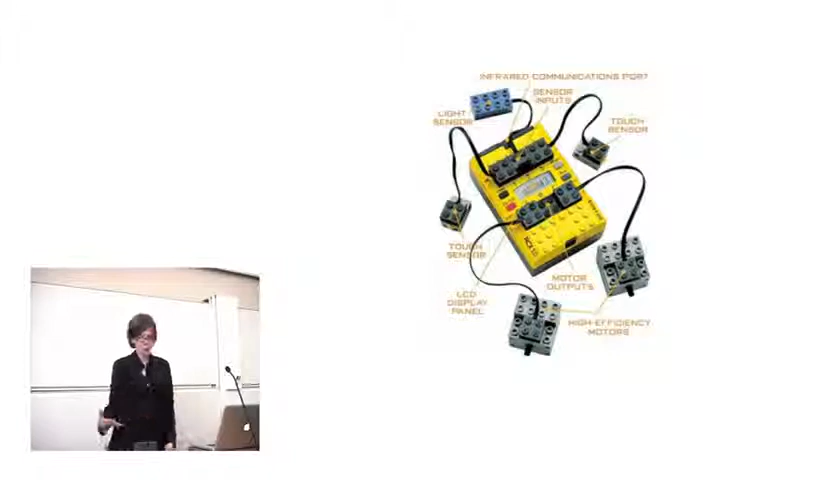 INFRARED COMMUNICATIONS PORT
SENSOR
INPUTS
LIGHT
SENSOR
TOUCH
SENSOR
TOUCH
SENSOR
MOTOR
OUTPUTS
LCD
DISPLAY
PANEL
HIGH-EFFICIENCY
MOTORS